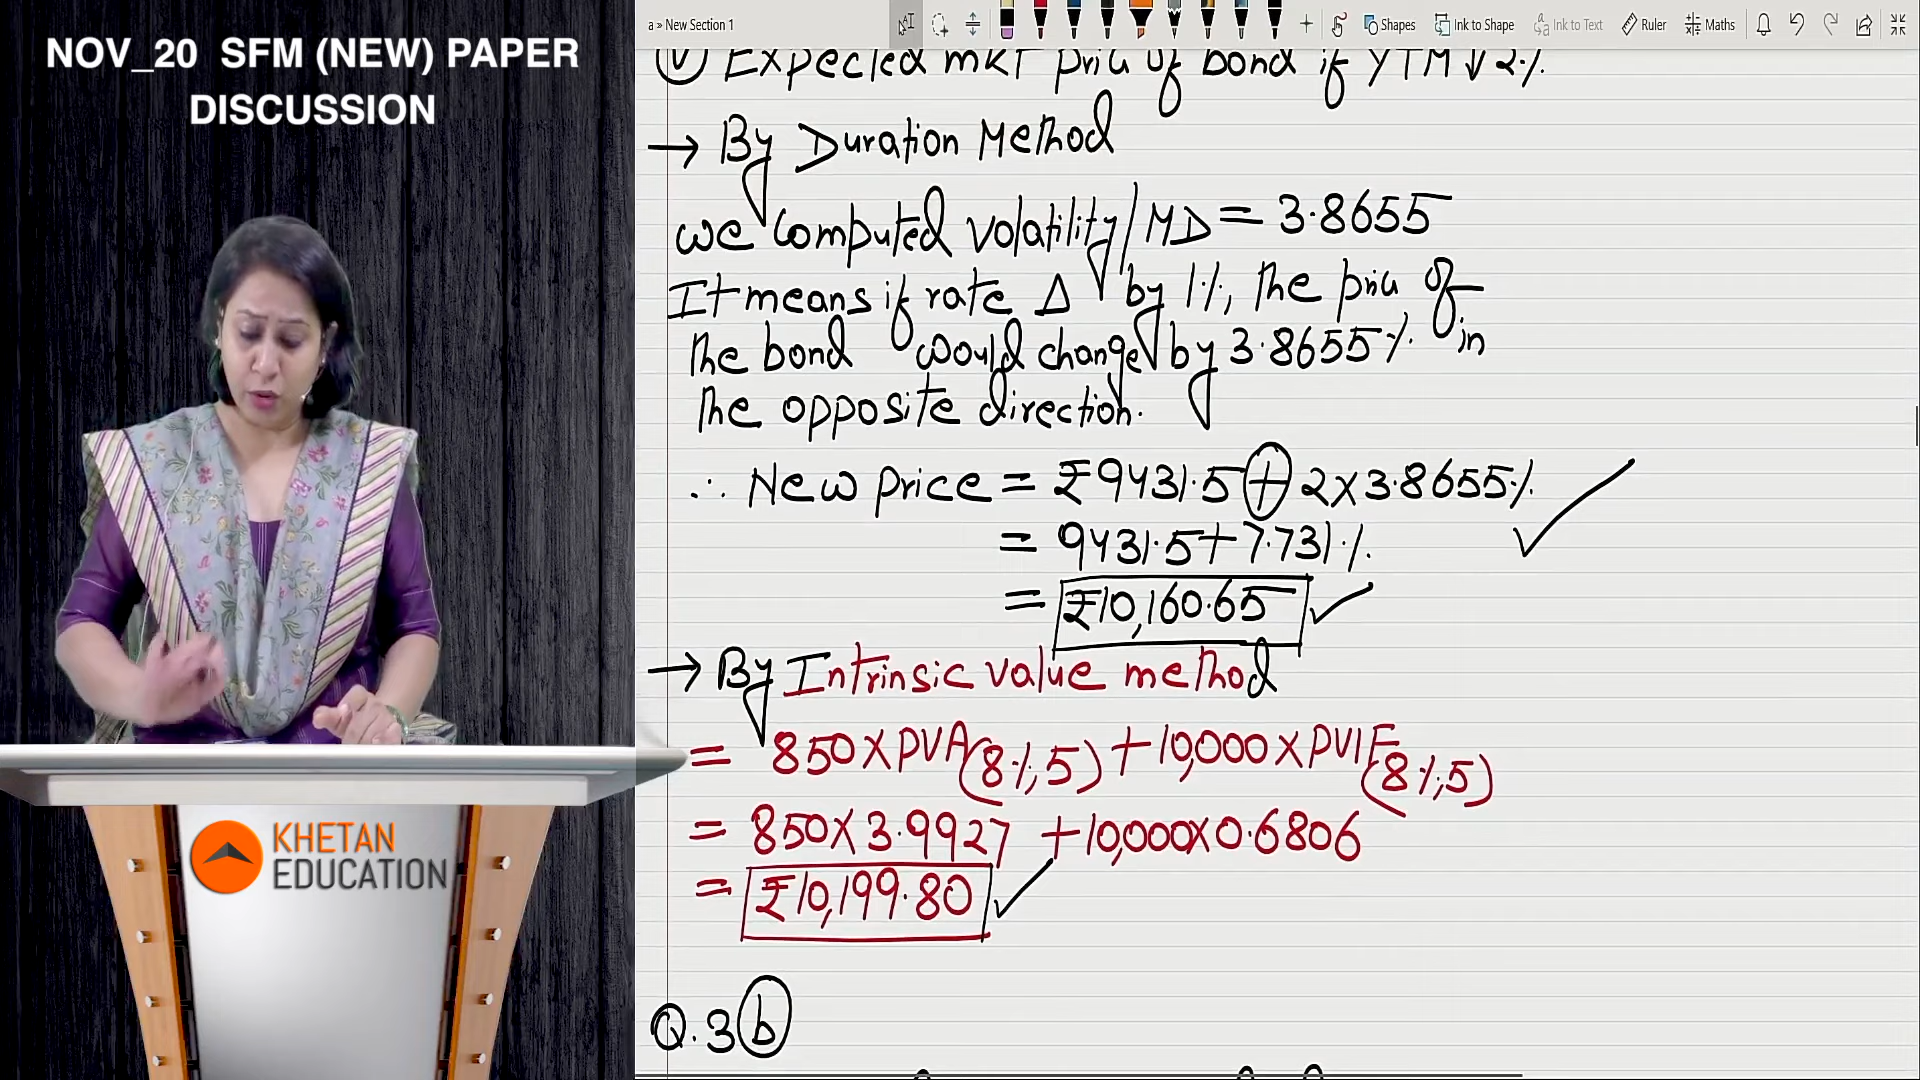 NOV_20 SFM (NEW) PAPER
DISCUSSION
KHETAN
EDUCATION
a » New Section 1
Shapes
Ink to Shape
Ink to Text
Ruler
Maths
(v) Expected mkt price of bond if YTM ↓ 2%
→ By Duration Method
we computed volatility/MD = 3.8655
It means if rate Δ by 1%, the price of
the bond would change by 3.8655% in
the opposite direction.
∴ New price = ₹9431.5 + 2×3.8655%
= 9431.5+7.731%
= ₹10,160.65
→ By Intrinsic value method
= 850×PVA(8%,5) + 10,000×PVIF(8%,5)
= 850×3.9927 + 10,000×0.6806
= ₹10,199.80
Q.3 (b)